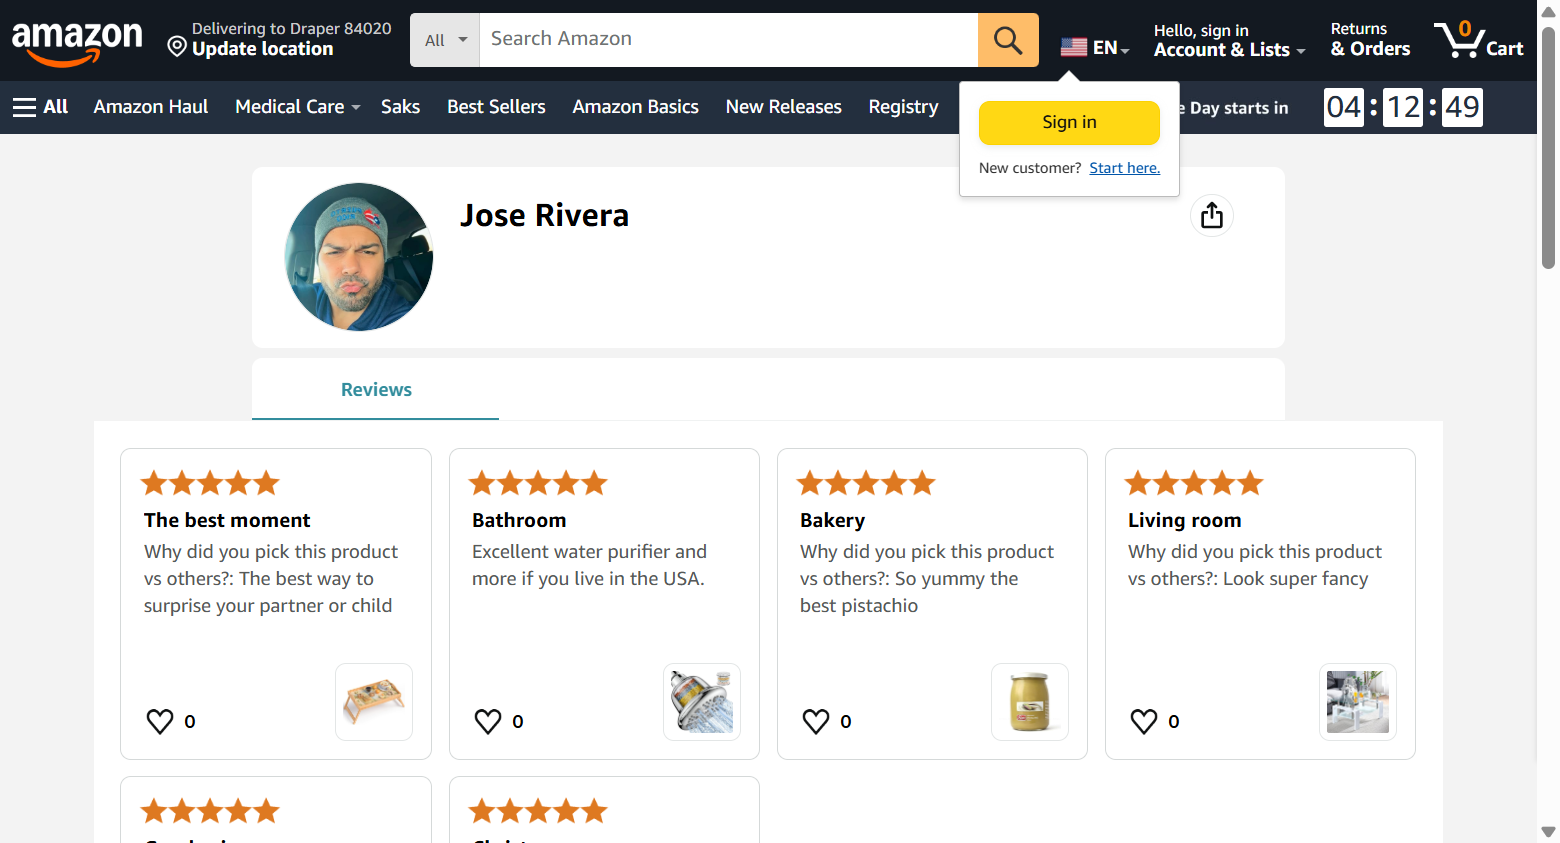 amazon
Delivering to Draper 84020
Update location
All
Search Amazon
EN
Hello, sign in
Account & Lists
Returns
& Orders
0
Cart
All
Amazon Haul
Medical Care
Saks
Best Sellers
Amazon Basics
New Releases
Registry
e Day starts in
04 : 12 : 49
Sign in
New customer? Start here.
Jose Rivera
Reviews
The best moment
Why did you pick this product
vs others?: The best way to
surprise your partner or child
0
Bathroom
Excellent water purifier and
more if you live in the USA.
0
Bakery
Why did you pick this product
vs others?: So yummy the
best pistachio
0
Living room
Why did you pick this product
vs others?: Look super fancy
0